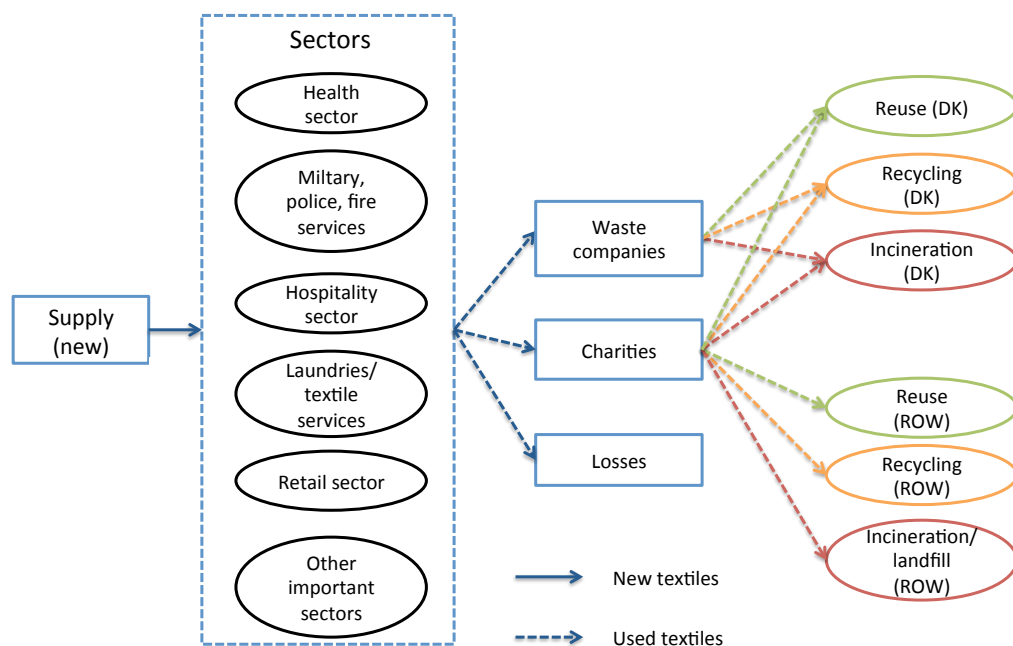 Sectors
Health
sector
Miltary,
police, fire
services
Hospitality
sector
Laundries/
textile
services
Retail sector
Other
important
sectors
Supply
(new)
Waste
companies
Charities
Losses
Reuse (DK)
Recycling
(DK)
Incineration
(DK)
Reuse
(ROW)
Recycling
(ROW)
Incineration/
landfill
(ROW)
New textiles
Used textiles